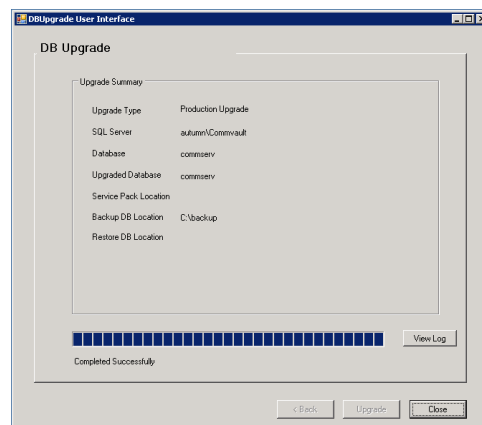 DBUpgrade User Interface
DB Upgrade
Upgrade Summary
Upgrade Type Production Upgrade
SQL Server autumn\Commvault
Database commserv
Upgraded Database commserv
Service Pack Location
Backup DB Location C:\backup
Restore DB Location
View Log
Completed Successfully
< Back Upgrade Close